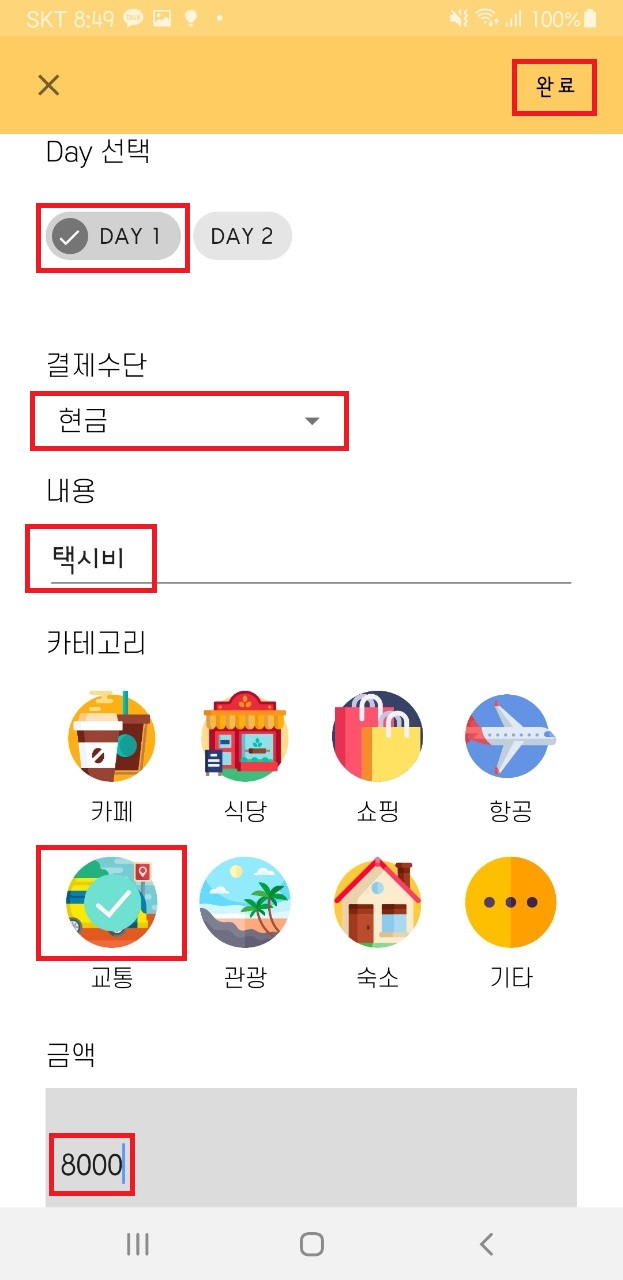 SKT 8:49 100%
완료
Day 선택
DAY 1 DAY 2
결제수단
현금
내용
택시비
카테고리
카페 식당 쇼핑 항공
교통 관광 숙소 기타
금액
8000